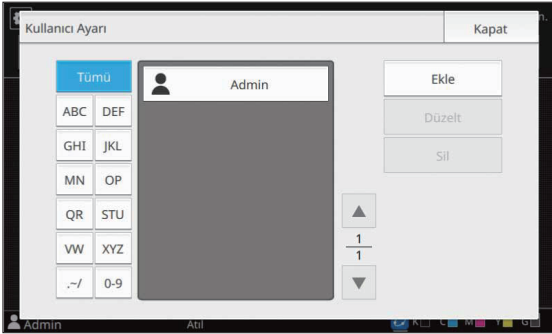 Kullanıcı Ayarı
Kapat
Tümü
ABC DEF
GHI JKL
MN OP
QR STU
VW XYZ
.~/ 0-9
Admin
1
1
Ekle
Düzelt
Sil
Admin
Atıl
K C M Y G
n.